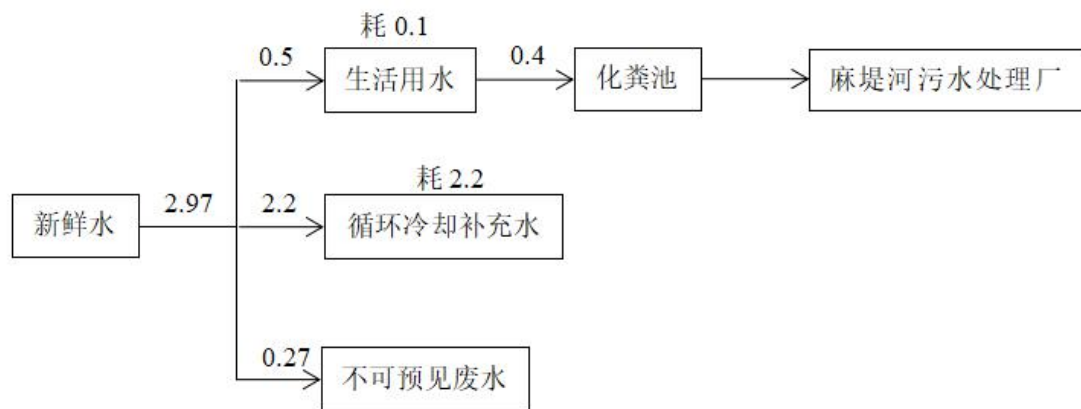 耗 0.1
0.5
生活用水
0.4
化粪池
麻堤河污水处理厂
耗 2.2
新鲜水
2.97
2.2
循环冷却补充水
0.27
不可预见废水